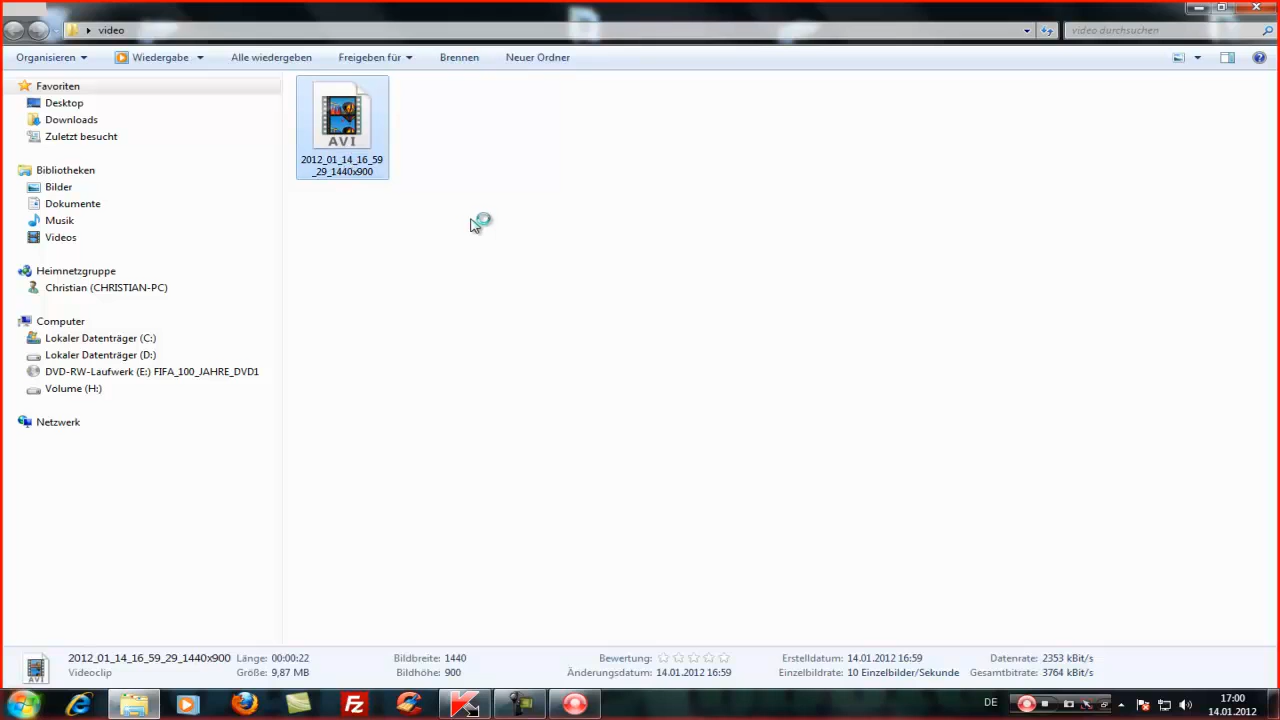 video
video durchsuchen
Organisieren
Wiedergabe
Alle wiedergeben
Freigeben für
Brennen
Neuer Ordner
Favoriten
Desktop
Downloads
Zuletzt besucht
Bibliotheken
Bilder
Dokumente
Musik
Videos
Heimnetzgruppe
Christian (CHRISTIAN-PC)
Computer
Lokaler Datenträger (C:)
Lokaler Datenträger (D:)
DVD-RW-Laufwerk (E:) FIFA_100_JAHRE_DVD1
Volume (H:)
Netzwerk
AVI
2012_01_14_16_59
_29_1440x900
AVI
2012_01_14_16_59_29_1440x900
Videoclip
Länge: 00:00:22
Größe: 9,87 MB
Bildbreite: 1440
Bildhöhe: 900
Bewertung:
Änderungsdatum: 14.01.2012 16:59
Erstelldatum: 14.01.2012 16:59
Einzelbildrate: 10 Einzelbilder/Sekunde
Datenrate: 2353 kBit/s
Gesamtbitrate: 3764 kBit/s
DE
17:00
14.01.2012